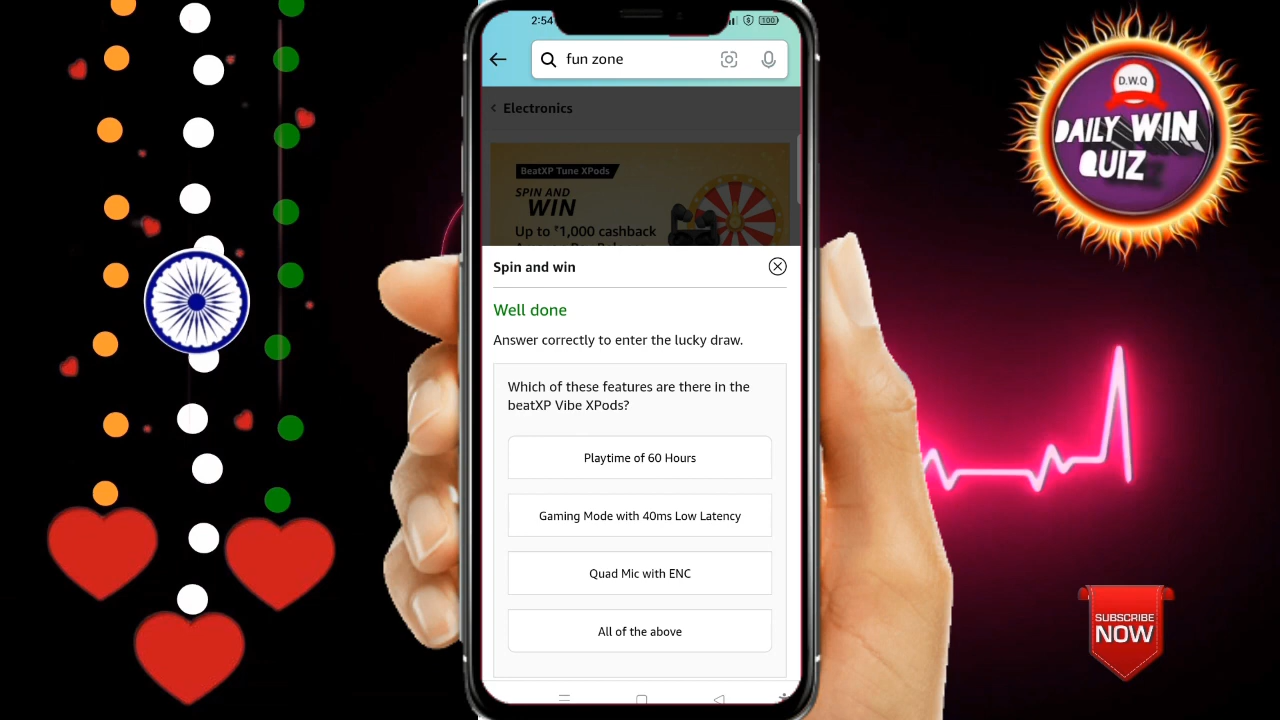 2:54
100
fun zone
Electronics
BeatXP Tune XPods
SPIN AND
WIN
Up to ₹1,000 cashback
Spin and win
Well done
Answer correctly to enter the lucky draw.
Which of these features are there in the
beatXP Vibe XPods?
Playtime of 60 Hours
Gaming Mode with 40ms Low Latency
Quad Mic with ENC
All of the above
D.W.Q
DAILY WIN
QUIZ
SUBSCRIBE
NOW